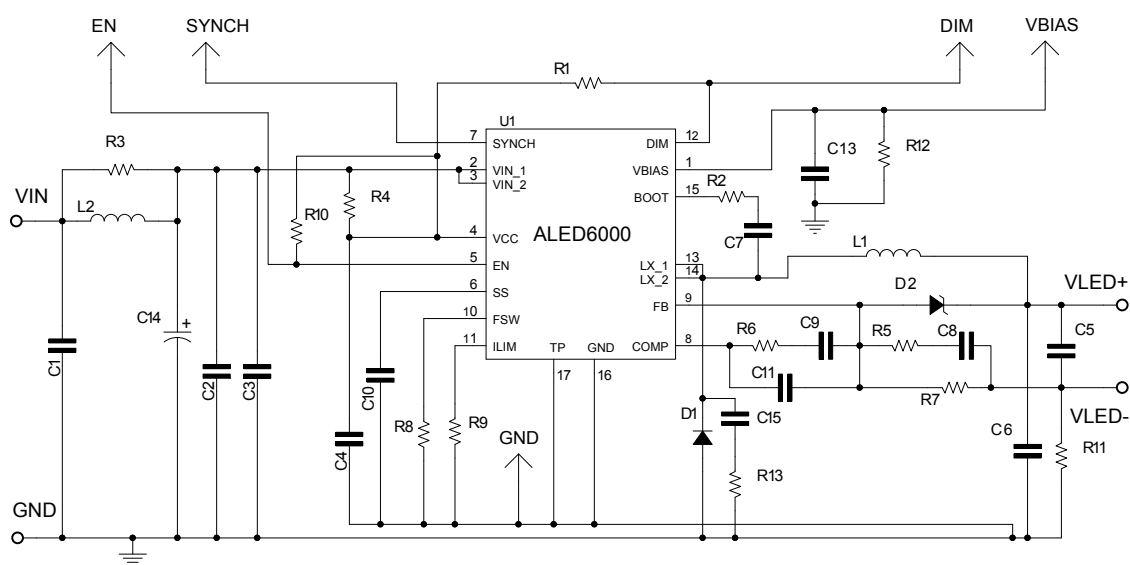 EN
SYNCH
DIM
VBIAS
R1
U1
7
SYNCH
DIM
12
R3
2
VIN_1
VBIAS
1
C13
R12
3
VIN_2
VIN
R4
BOOT
15
R2
L2
R10
4
VCC
ALED6000
C7
L1
5
EN
LX_1
13
LX_2
14
D2
VLED+
6
SS
FB
9
C14
+
10
FSW
R6
C9
R5
C8
C5
C1
11
ILIM
TP
GND
COMP
8
17
16
C2
C3
C10
C11
R7
VLED-
R8
R9
GND
D1
C15
C6
C4
R13
R11
GND